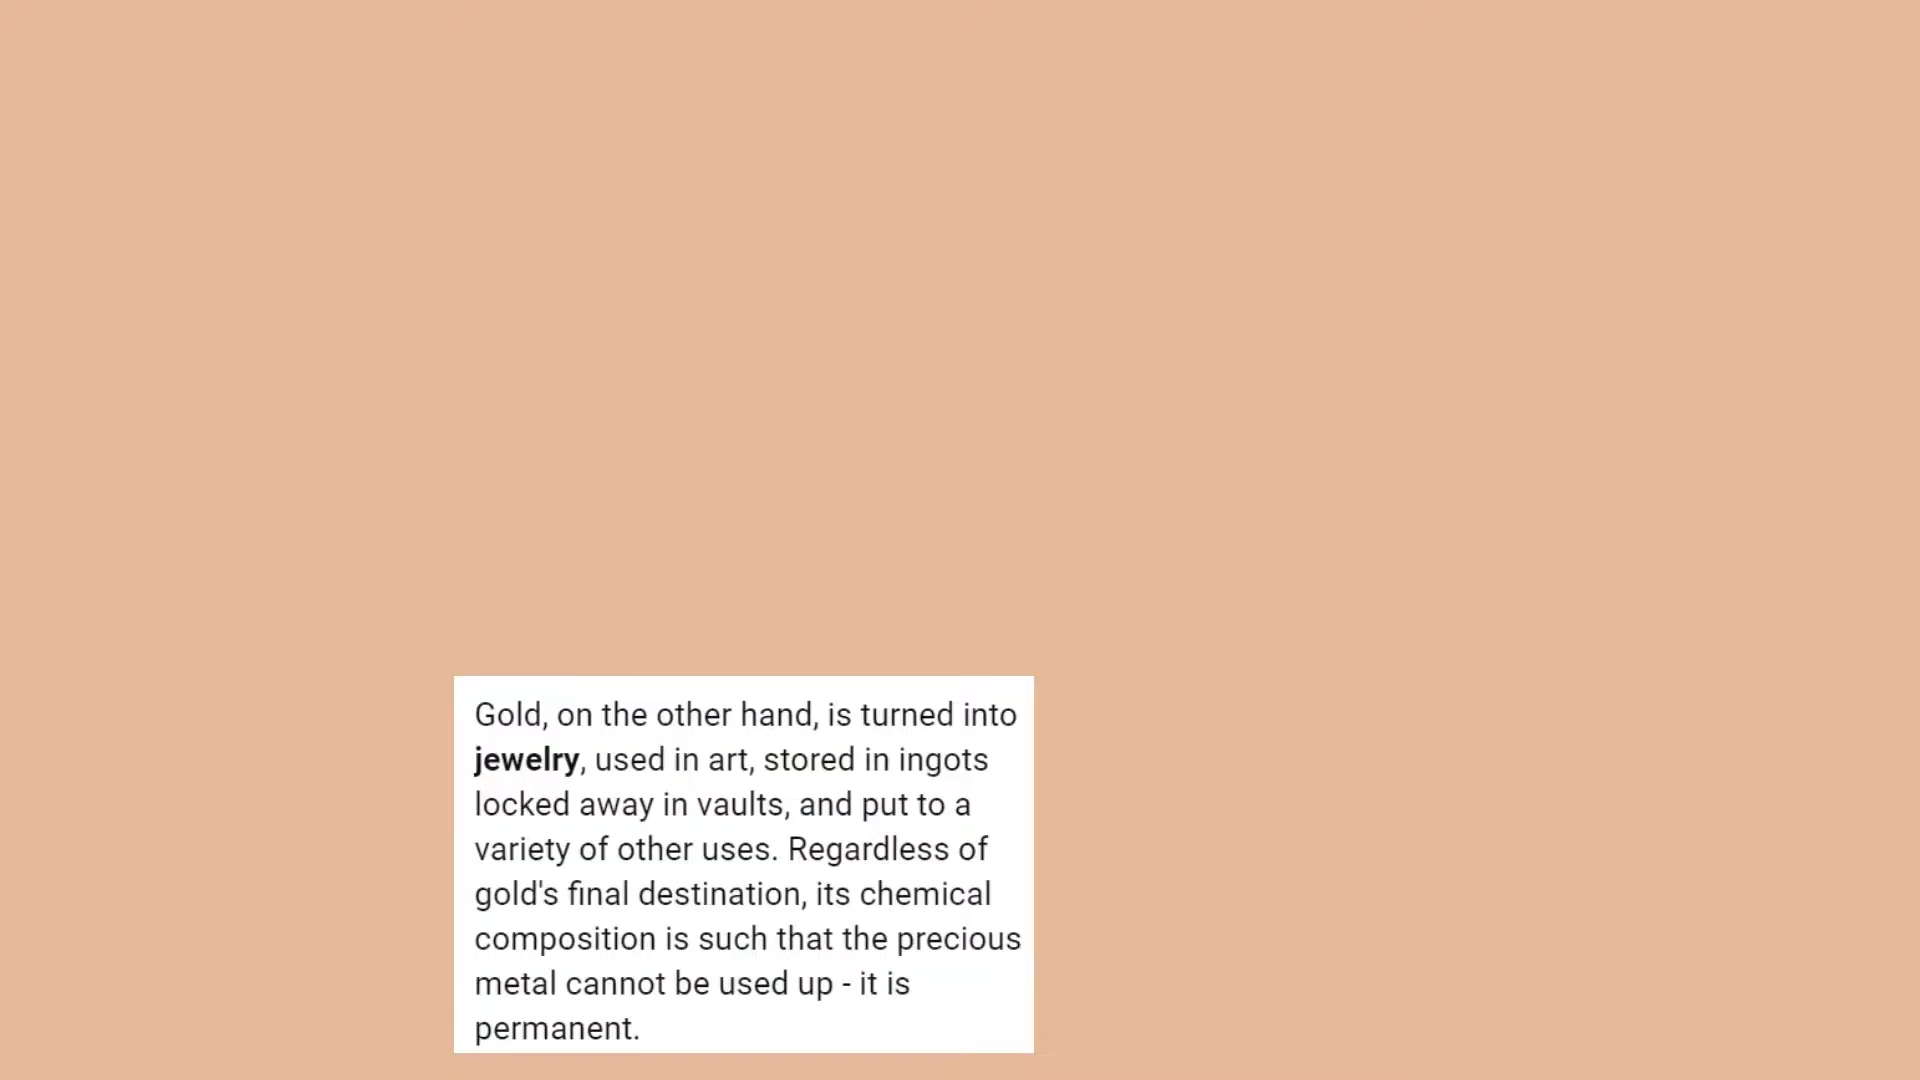 Gold, on the other hand, is turned into
jewelry, used in art, stored in ingots
locked away in vaults, and put to a
variety of other uses. Regardless of
gold's final destination, its chemical
composition is such that the precious
metal cannot be used up - it is
permanent.